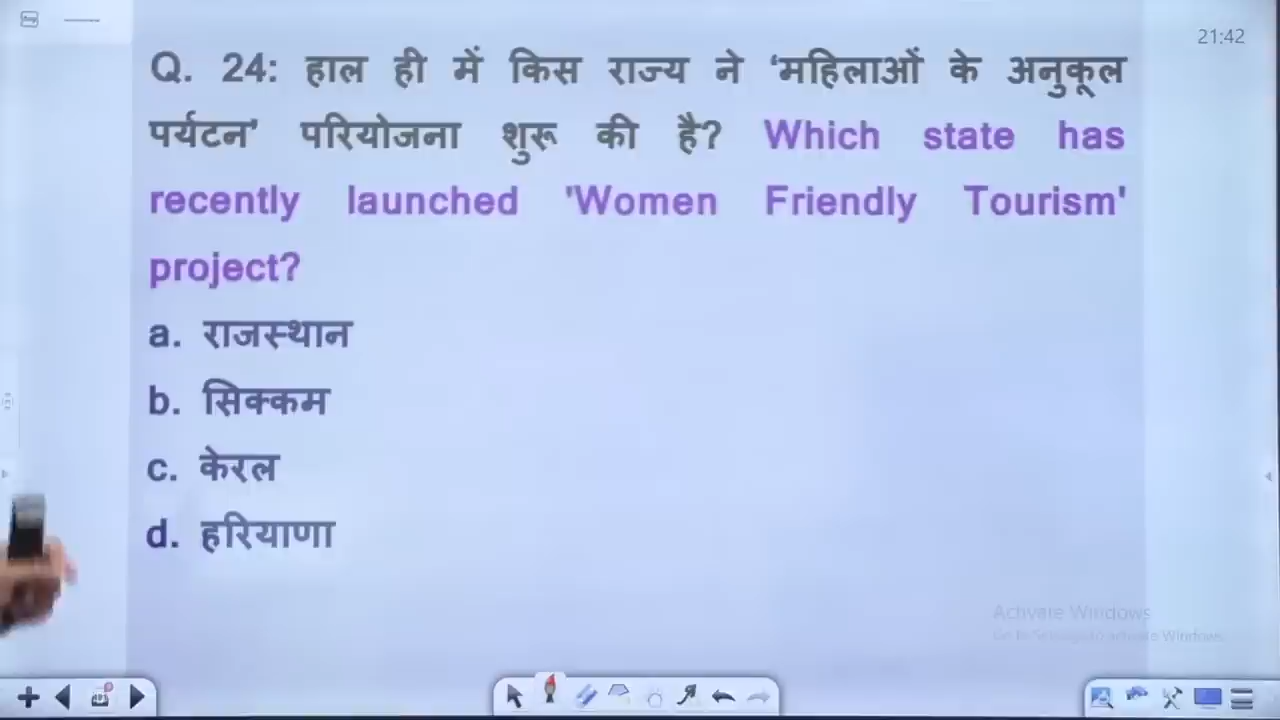 21:42
Q. 24: हाल ही में किस राज्य ने ‘महिलाओं के अनुकूल
पर्यटन’ परियोजना शुरू की है? Which state has
recently launched 'Women Friendly Tourism'
project?
a. राजस्थान
b. सिक्कम
c. केरल
d. हरियाणा
Activate Windows
Go to Settings to activate Windows.